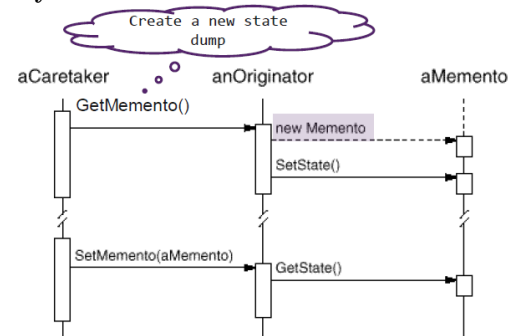 Create a new state
dump
aCaretaker
anOriginator
aMemento
GetMemento()
new Memento
SetState()
SetMemento(aMemento)
GetState()